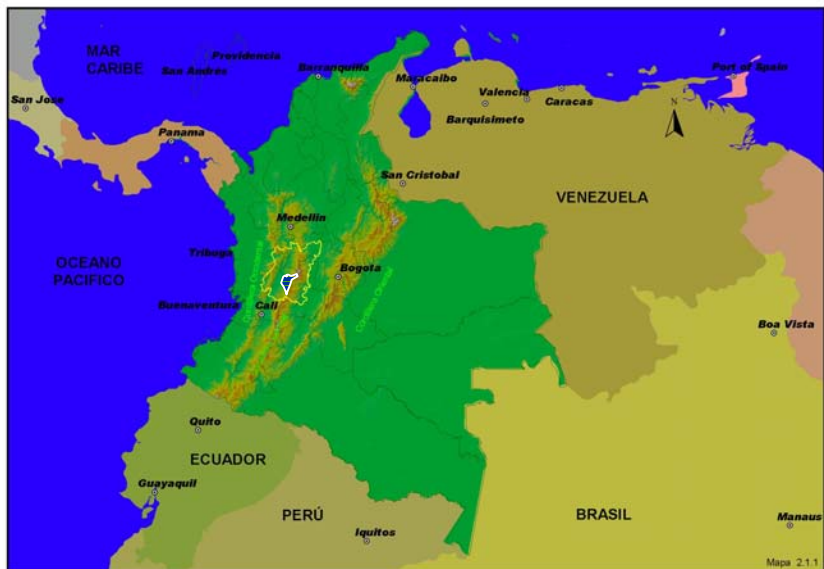 MAR
CARIBE
Providencia
San Andrés
Barranquilla
Maracaibo
Port of Spain
San Jose
Valencia
Caracas
Barquisimeto
N
Panama
San Cristobal
VENEZUELA
Medellin
Tribuga
OCEANO
PACIFICO
Bogota
Buenaventura
Cali
Boa Vista
Quito
ECUADOR
Guayaquil
PERÚ
BRASIL
Manaus
Iquitos
Mapa 2.1.1